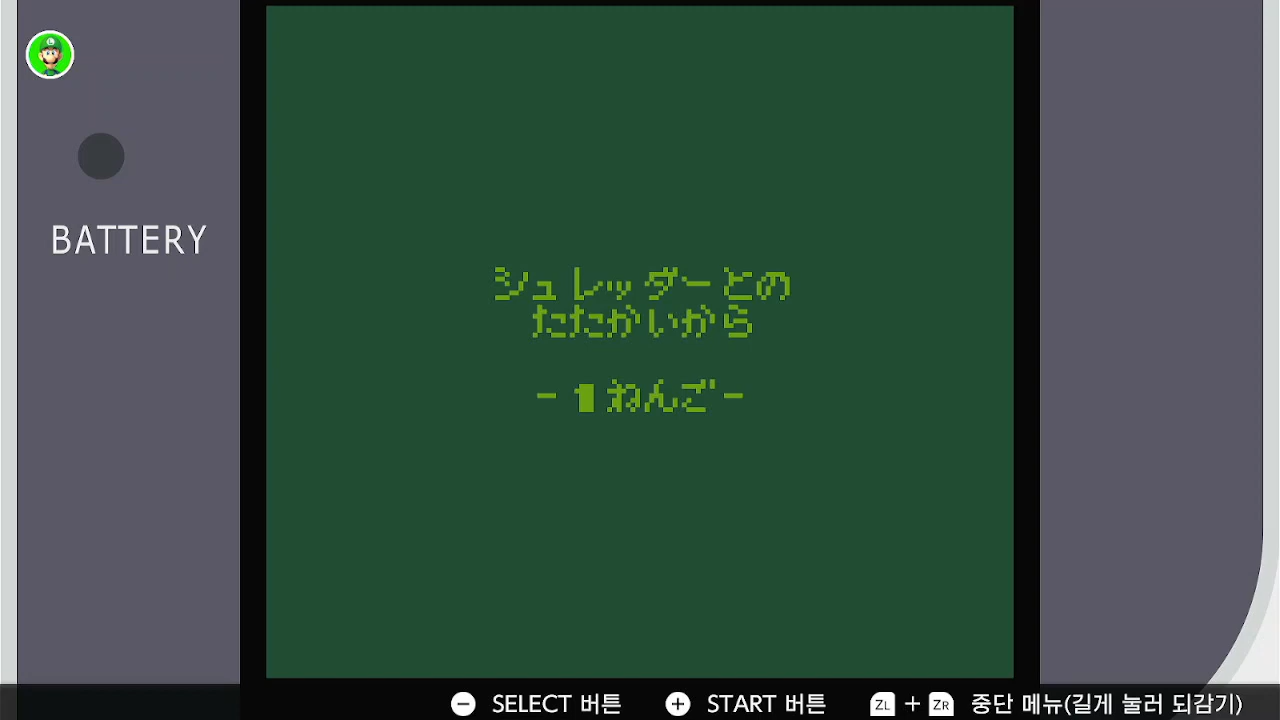 BATTERY
シュレッダーとの
たたかいから
-1ねんご-
SELECT 버튼
START 버튼
ZL + ZR 중단 메뉴(길게 눌러 되감기)